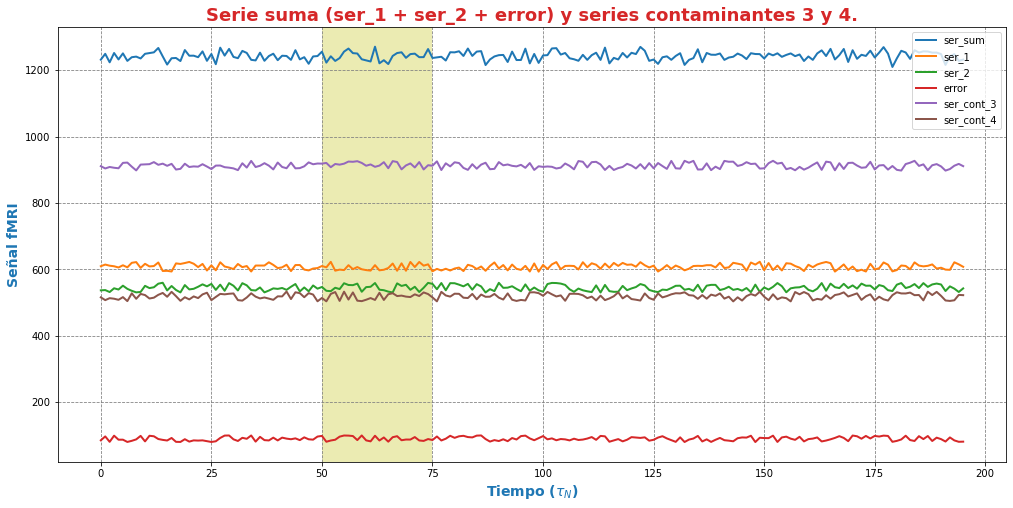 Serie suma (ser_1 + ser_2 + error) y series contaminantes 3 y 4.
ser_sum
ser_1
ser_2
error
ser_cont_3
ser_cont_4
Señal fMRI
1200
1000
800
600
400
200
0 25 50 75 100 125 150 175 200
Tiempo (τN)